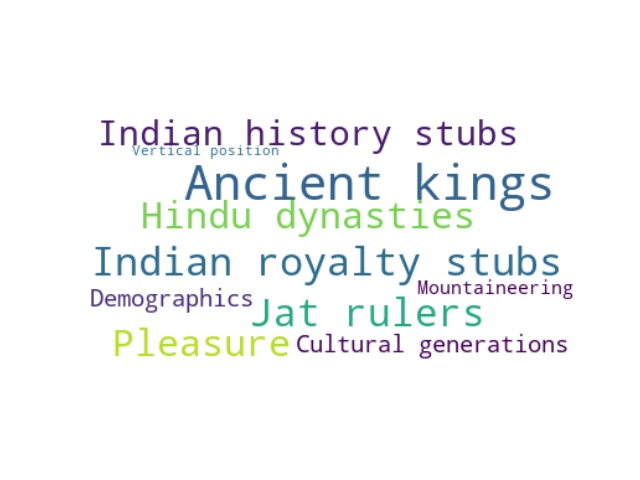 Indian history stubs
Vertical position
Ancient kings
Hindu dynasties
Indian royalty stubs
Mountaineering
Demographics
Jat rulers
Pleasure
Cultural generations